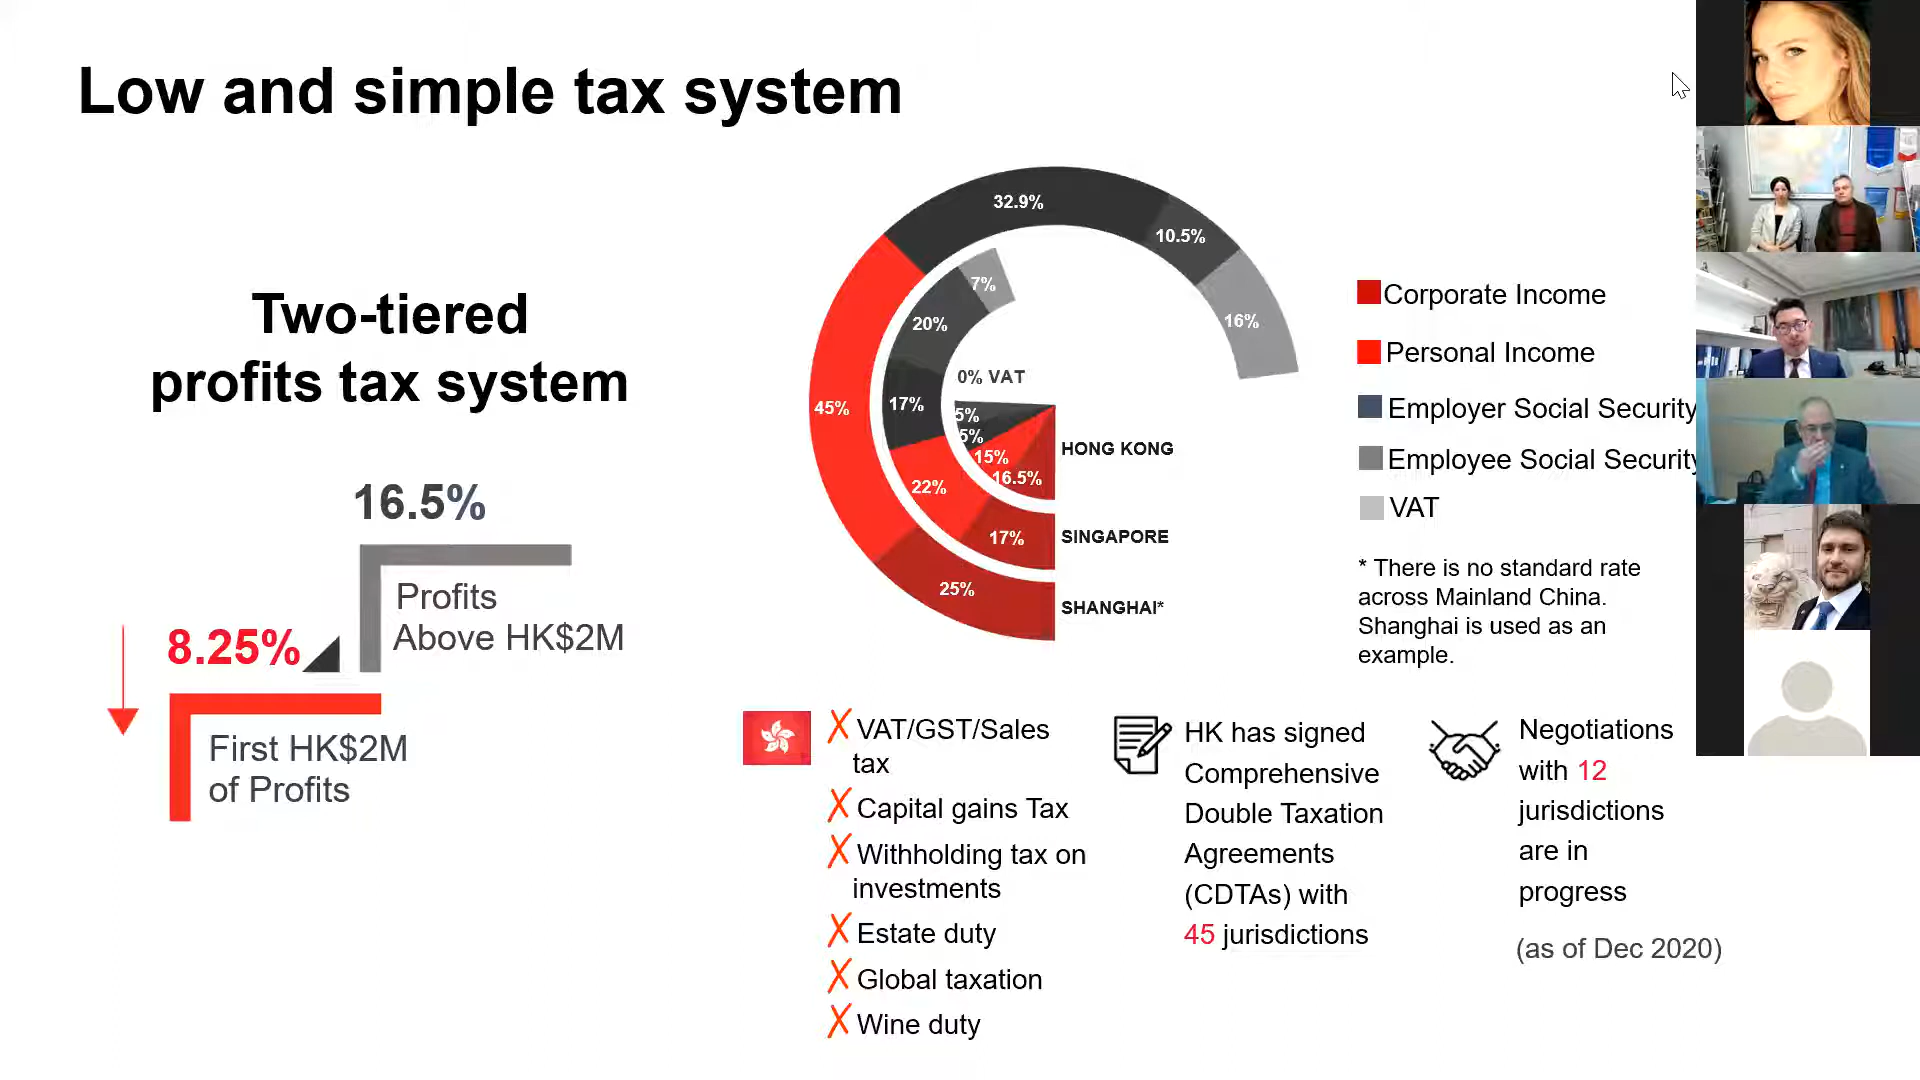 Low and simple tax system
Two-tiered
profits tax system
16.5%
Profits
Above HK$2M
8.25%
First HK$2M
of Profits
32.9%
10.5%
16%
45%
25%
7%
20%
17%
22%
17%
0% VAT
5%
5%
15%
16.5%
HONG KONG
SINGAPORE
SHANGHAI*
Corporate Income
Personal Income
Employer Social Security
Employee Social Security
VAT
* There is no standard rate
across Mainland China.
Shanghai is used as an
example.
VAT/GST/Sales
tax
Capital gains Tax
Withholding tax on
investments
Estate duty
Global taxation
Wine duty
HK has signed
Comprehensive
Double Taxation
Agreements
(CDTAs) with
45 jurisdictions
Negotiations
with 12
jurisdictions
are in
progress
(as of Dec 2020)